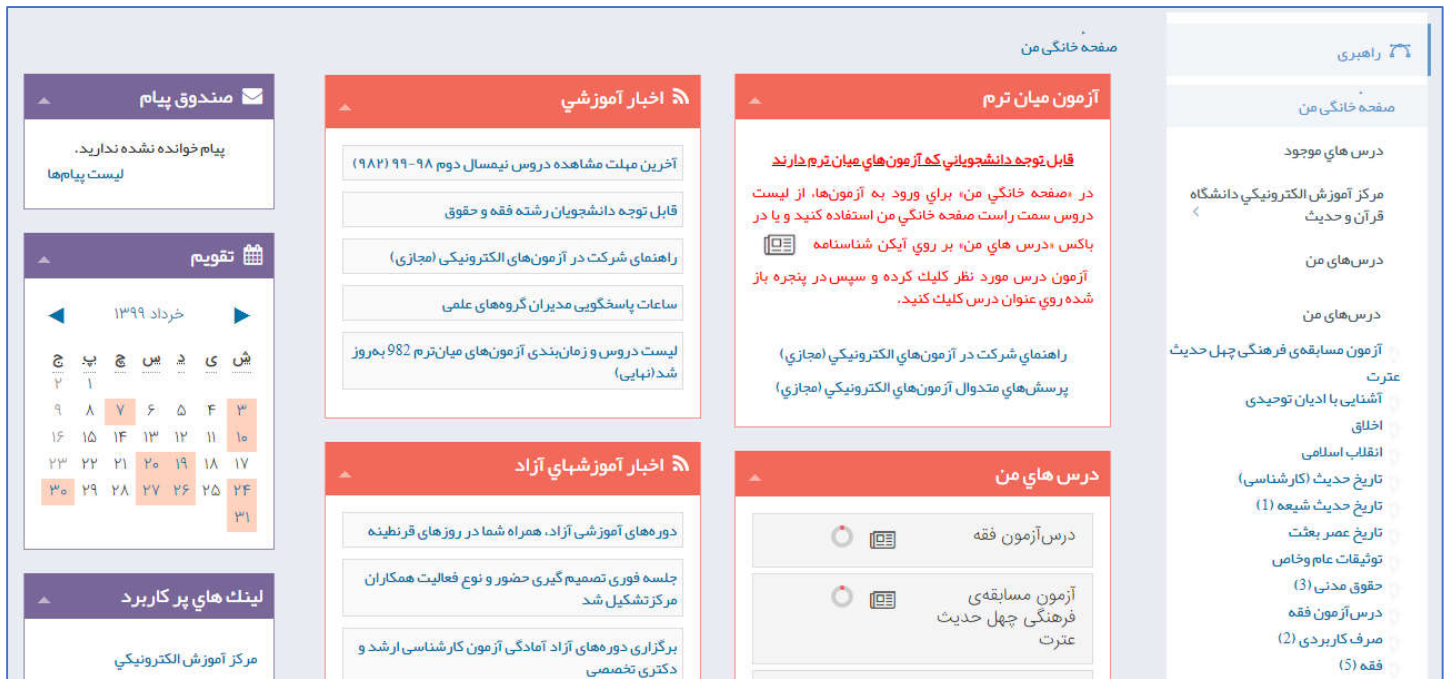 راهبری
صفحهٔ خانگی من
درس هاي موجود
مركز آموزش الكترونيكي دانشگاه
قرآن و حديث
درس‌های من
درس‌های من
آزمون مسابقه‌ی فرهنگی چهل حدیث
عترت
آشنایی با ادیان توحیدی
اخلاق
انقلاب اسلامی
تاریخ حدیث (کارشناسی)
تاریخ حدیث شیعه (1)
تاریخ عصر بعثت
توثیقات عام وخاص
حقوق مدنی (3)
درس‌آزمون فقه
صرف کاربردی (2)
فقه (5)
صفحهٔ خانگی من
آزمون ميان ترم
قابل توجه دانشجوياني كه آزمون‌هاي ميان ترم دارند
در «صفحه خانگي من» براي ورود به آزمون‌ها، از ليست
دروس سمت راست صفحه خانگي من استفاده كنيد و يا در
باكس «درس هاي من» بر روي آيكن شناسنامه
آزمون درس مورد نظر كليك كرده و سپس در پنجره باز
شده روي عنوان درس كليك كنيد.
راهنماي شركت در آزمون‌هاي الكترونيكي (مجازي)
پرسش‌هاي متداول آزمون‌هاي الكترونيكي (مجازي)
درس هاي من
درس‌آزمون فقه
آزمون مسابقه‌ی
فرهنگی چهل حدیث
عترت
اخبار آموزشي
آخرین مهلت مشاهده دروس نیمسال دوم ۹۸-۹۹ (۹۸۲)
قابل توجه دانشجویان رشته فقه و حقوق
راهنمای شرکت در آزمون‌های الکترونیکی (مجازی)
ساعات پاسخگویی مدیران گروه‌های علمی
لیست دروس و زمان‌بندی آزمون‌های میان‌ترم 982 به‌روز
شد(نهایی)
اخبار آموزشهاي آزاد
دوره‌های آموزشی آزاد، همراه شما در روزهای قرنطینه
جلسه فوری تصمیم گیری حضور و نوع فعالیت همکاران
مرکزتشکیل شد
برگزاری دوره‌های آزاد آمادگی آزمون کارشناسی ارشد و
دکتری تخصصی
صندوق پیام
پیام خوانده نشده ندارید.
لیست پیام‌ها
تقویم
خرداد ۱۳۹۹
ش ی د س چ پ ج
۱ ۲
۳ ۴ ۵ ۶ ۷ ۸ ۹
۱۰ ۱۱ ۱۲ ۱۳ ۱۴ ۱۵ ۱۶
۱۷ ۱۸ ۱۹ ۲۰ ۲۱ ۲۲ ۲۳
۲۴ ۲۵ ۲۶ ۲۷ ۲۸ ۲۹ ۳۰
۳۱
لينك هاي پر كاربرد
مركز آموزش الكترونيكي